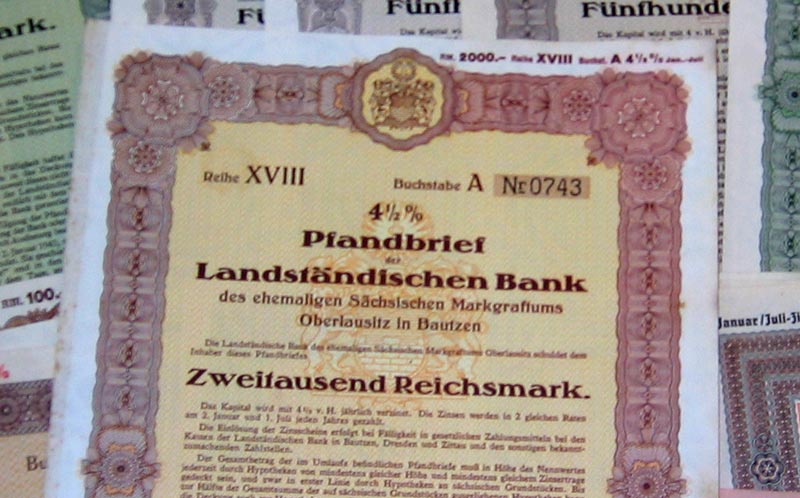 ark.
Fünf
Fünfhunde
RM. 2000.- Reihe XVIII Buchst. A 4½ % Jan.-Juli
Reihe XVIII
Buchstabe A Nr 0743
4½ %
Pfandbrief
der
Landständischen Bank
des ehemaligen Sächsischen Markgraftums
Oberlausitz in Bautzen
Die Landständische Bank des ehemaligen Sächsischen Markgraftums Oberlausitz schuldet dem
Inhaber dieses Pfandbriefes
Zweitausend Reichsmark.
Das Kapital wird mit 4½ v. H. jährlich verzinst. Die Zinsen werden in 2 gleichen Raten
am 2. Januar und 1. Juli jeden Jahres gezahlt.
Die Einlösung der Zinsscheine erfolgt bei Fälligkeit in gesetzlichen Zahlungsmitteln bei den
Kassen der Landständischen Bank in Bautzen, Dresden und Zittau und den sonstigen bekannt-
zumachenden Zahlstellen.
Der Gesamtbetrag der im Umlaufe befindlichen Pfandbriefe muß in Höhe des Nennwertes
jederzeit durch Hypotheken von mindestens gleicher Höhe und mindestens gleichem Zinsertrage
gedeckt sein, und zwar in erster Linie durch Hypotheken an sächsischen Grundstücken. Bis
zur Hälfte der Gesamtsumme der auf sächsischen Grundstücken
RM. 100.-
Januar/Juli-Zi
Bu